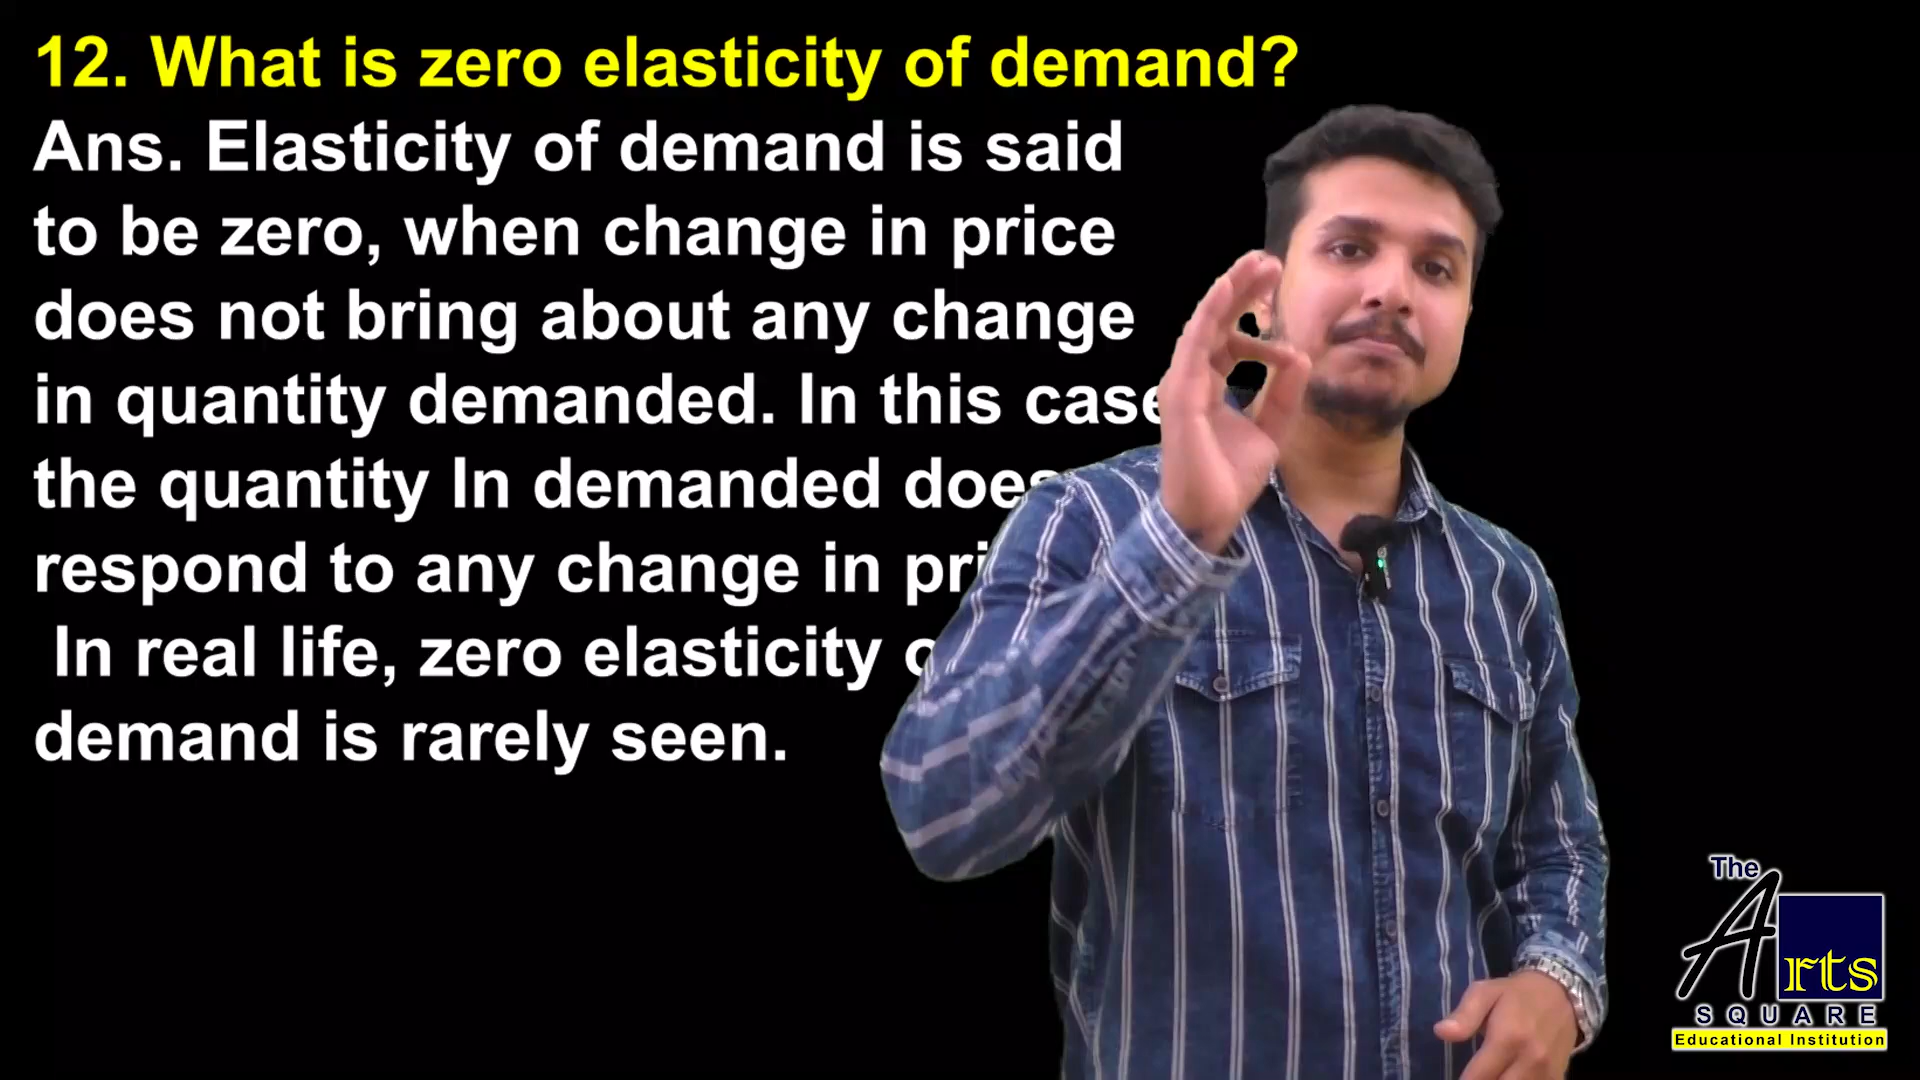 12. What is zero elasticity of demand?
Ans. Elasticity of demand is said
to be zero, when change in price
does not bring about any change
in quantity demanded. In this case
the quantity In demanded
respond to any change in
In real life, zero elasticity
demand is rarely seen.
The
Arts
SQUARE
Educational Institution